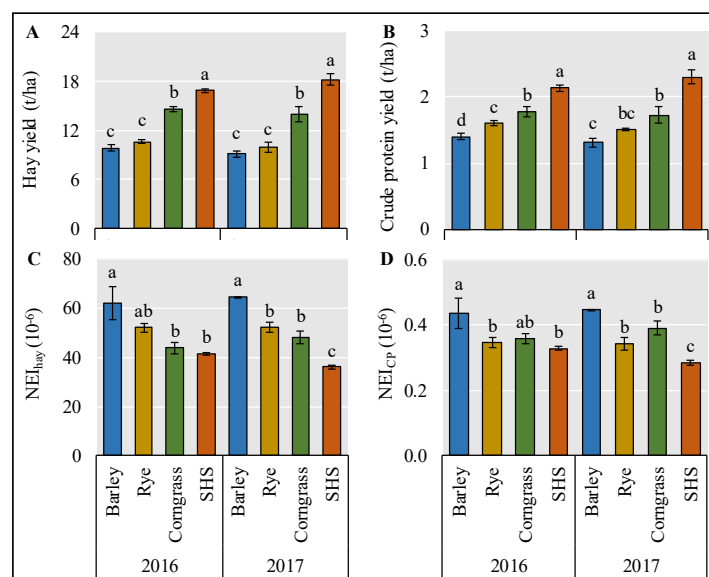 A
Hay yield (t/ha)
24
18
12
6
0
c
c
b
a
c
c
b
a
B
Crude protein yield (t/ha)
3
2
1
0
d
c
b
a
c
bc
b
a
C
NEIhay (10-6)
80
60
40
20
0
a
ab
b
b
a
b
b
c
Barley
Rye
Corngrass
SHS
Barley
Rye
Corngrass
SHS
2016
2017
D
NEICP (10-6)
0.6
0.4
0.2
0.0
a
b
ab
b
a
b
b
c
Barley
Rye
Corngrass
SHS
Barley
Rye
Corngrass
SHS
2016
2017